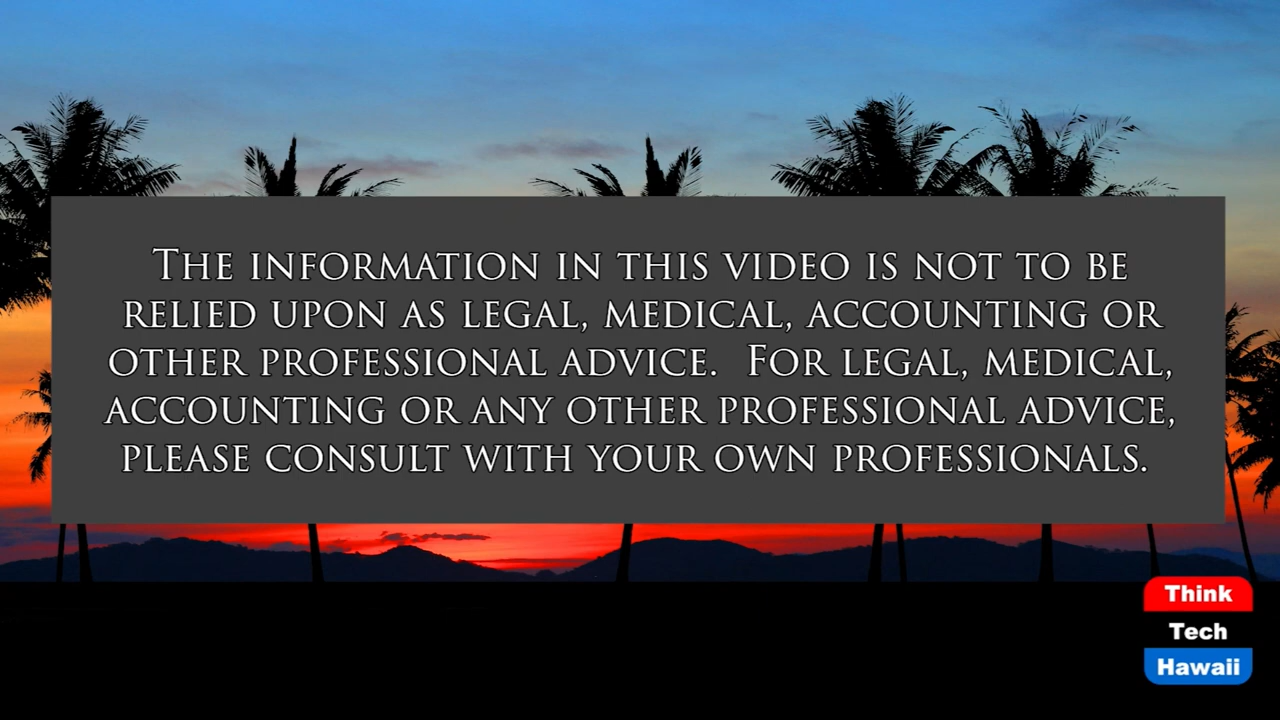 The information in this video is not to be
relied upon as legal, medical, accounting or
other professional advice.  For legal, medical,
accounting or any other professional advice,
please consult with your own professionals.
Think
Tech
Hawaii